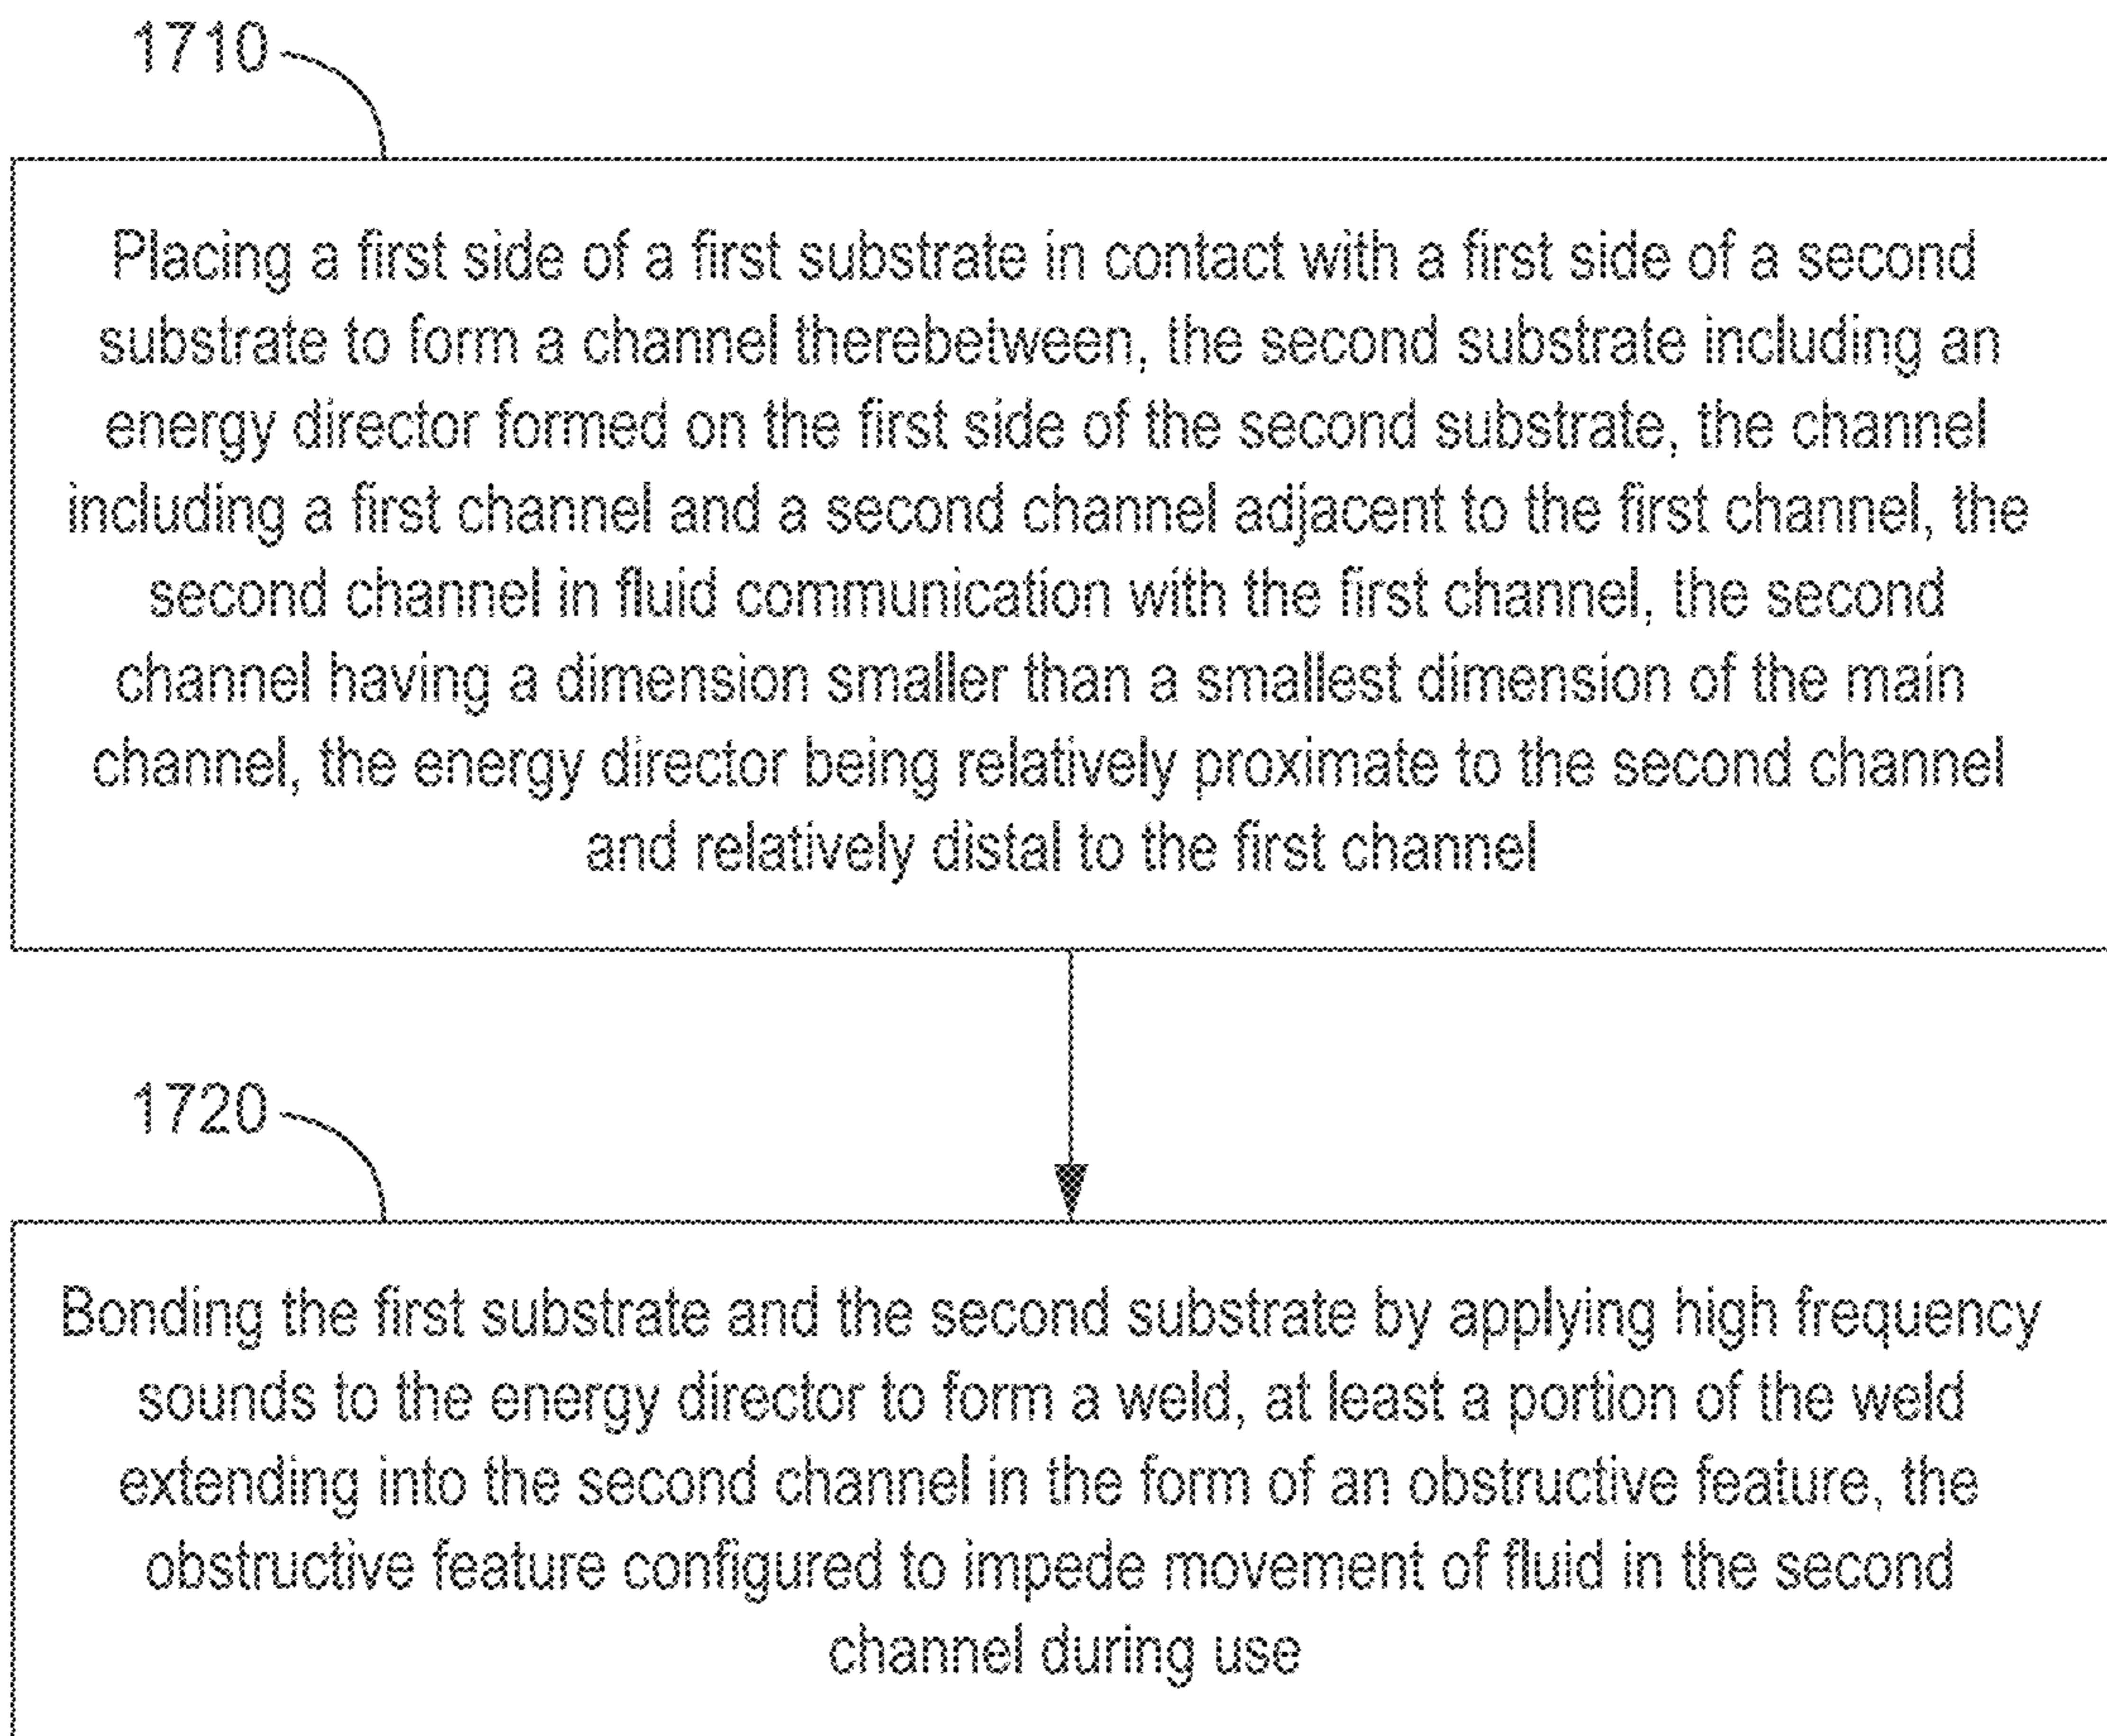 1710
Placing a first side of a first substrate in contact with a first side of a second
substrate to form a channel therebetween, the second substrate including an
energy director formed on the first side of the second substrate, the channel
including a first channel and a second channel adjacent to the first channel, the
second channel in fluid communication with the first channel, the second
channel having a dimension smaller than a smallest dimension of the main
channel, the energy director being relatively proximate to the second channel
and relatively distal to the first channel
1720
Bonding the first substrate and the second substrate by applying high frequency
sounds to the energy director to form a weld, at least a portion of the weld
extending into the second channel in the form of an obstructive feature, the
obstructive feature configured to impede movement of fluid in the second
channel during use